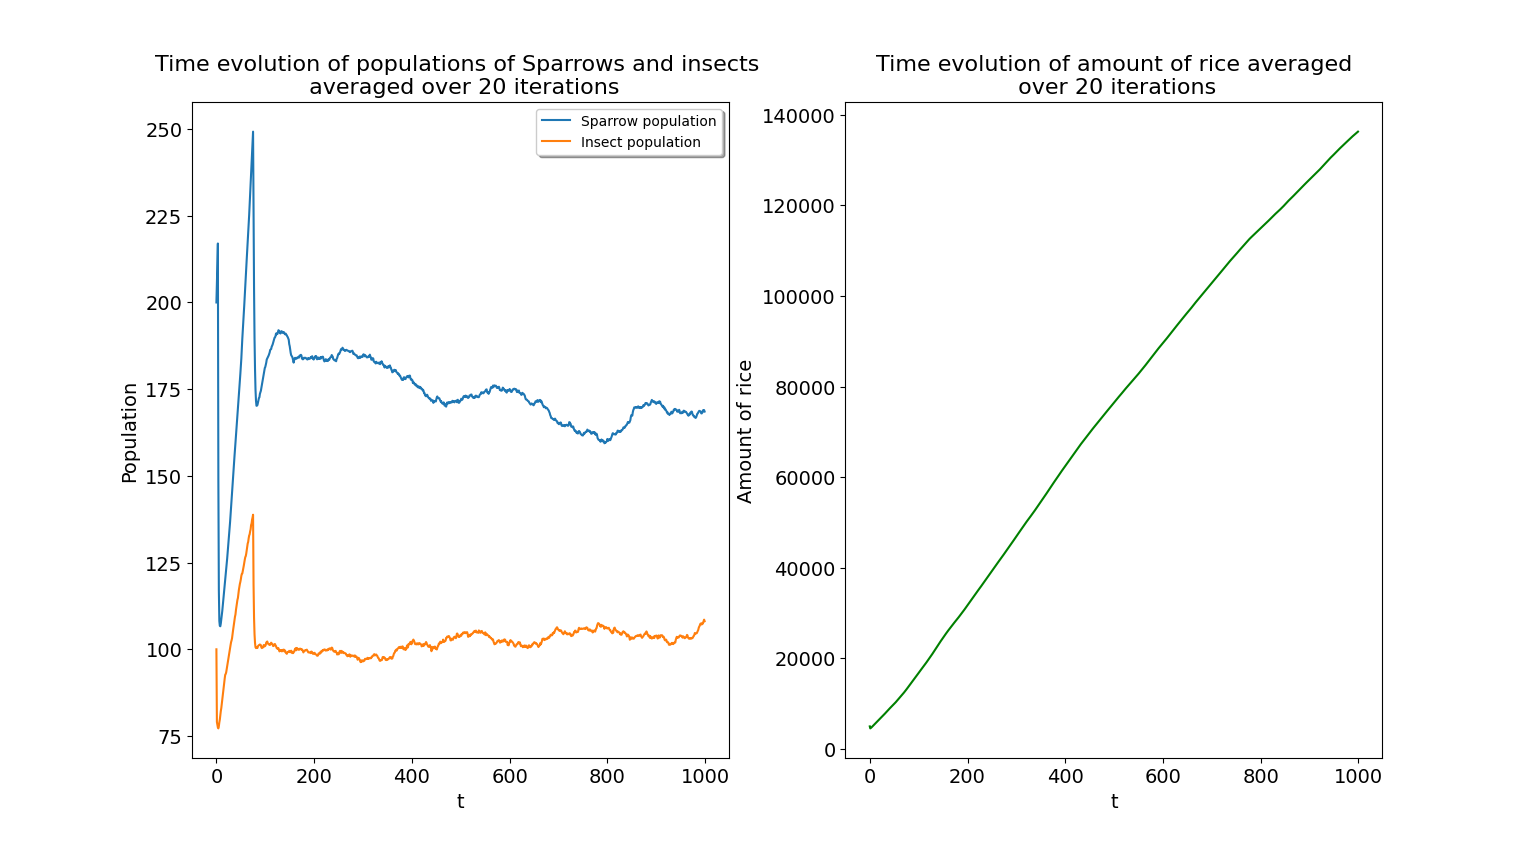 Time evolution of populations of Sparrows and insects
averaged over 20 iterations
Sparrow population
Insect population
250
225
200
175
150
125
100
75
Population
0
200
400
600
800
1000
t
Time evolution of amount of rice averaged
over 20 iterations
140000
120000
100000
80000
60000
40000
20000
0
Amount of rice
0
200
400
600
800
1000
t